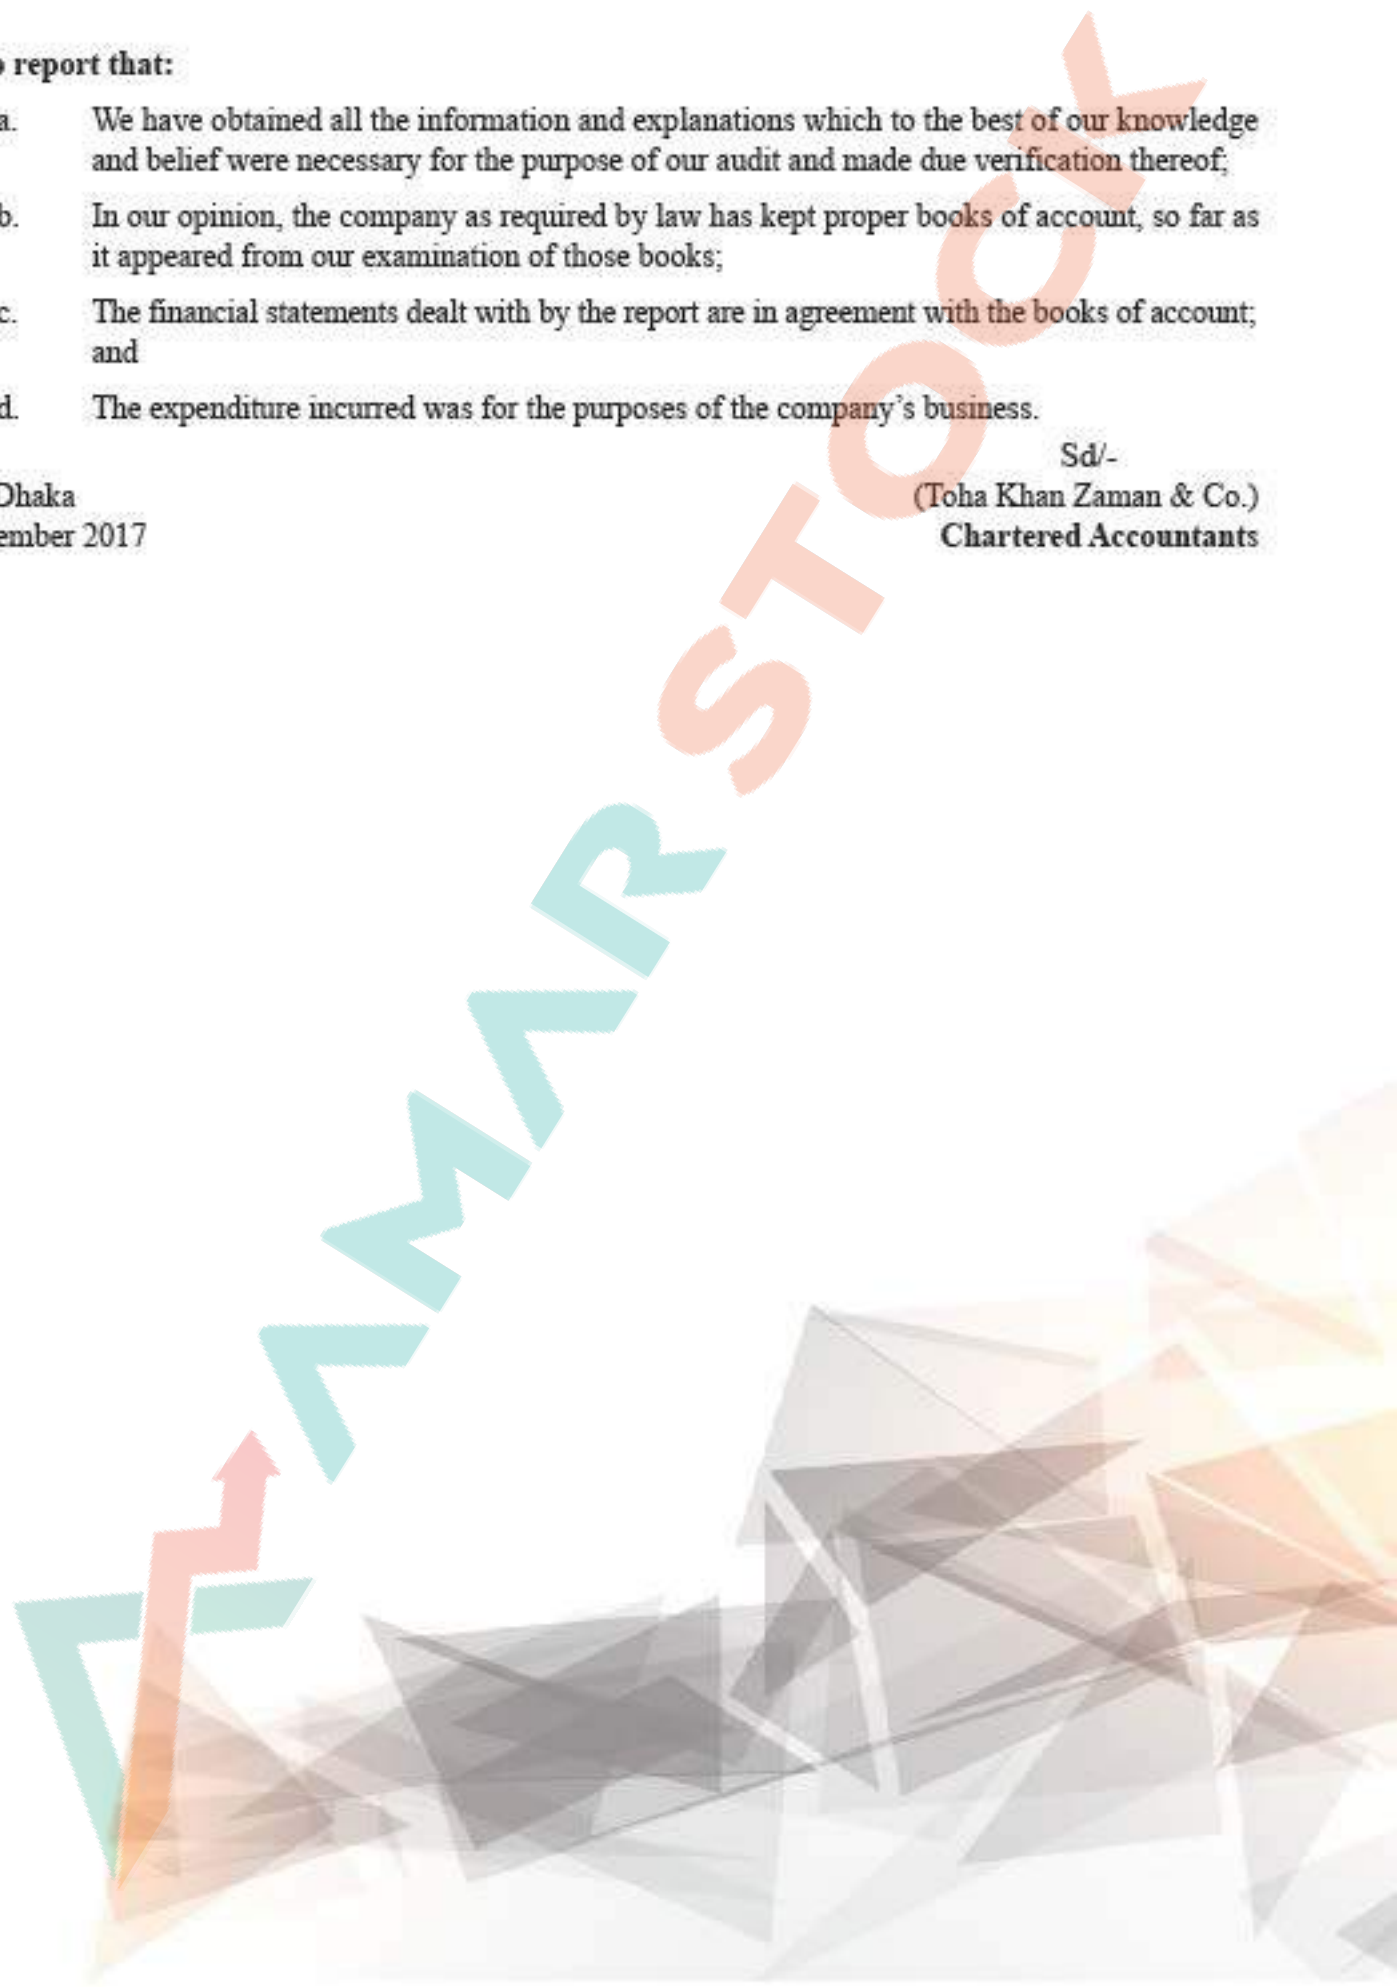 report that:
a. We have obtained all the information and explanations which to the best of our knowledge
and belief were necessary for the purpose of our audit and made due verification thereof;
b. In our opinion, the company as required by law has kept proper books of account, so far as
it appeared from our examination of those books;
c. The financial statements dealt with by the report are in agreement with the books of account;
and
d. The expenditure incurred was for the purposes of the company's business.
Sd/-
Dhaka (Toha Khan Zaman & Co.)
ember 2017 Chartered Accountants
AMAR STOCK